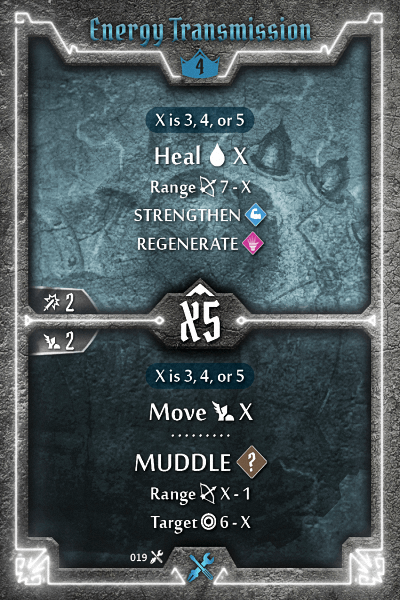 Energy Transmission
4
X is 3, 4, or 5
Heal X
Range 7 - X
STRENGTHEN
REGENERATE
2
X5
2
X is 3, 4, or 5
Move X
MUDDLE ?
Range X - 1
Target 6 - X
019